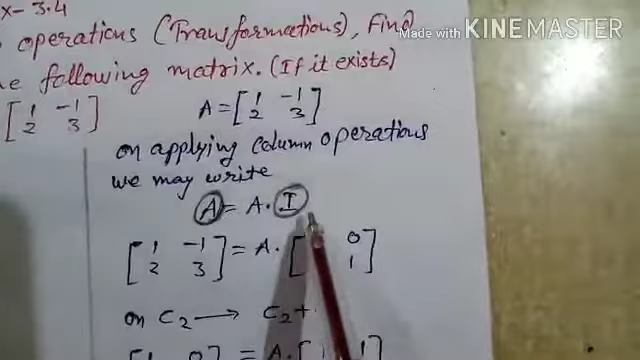 x-3.4
operations (Transformations), Find
Made with KINEMASTER
following matrix. (If it exists)
[1 -1
2 3]
A = [1 -1
2 3]
on applying column operations
we may write
A = A. I
[1 -1
2 3] = A. [ 0
1]
on C2 → C2+